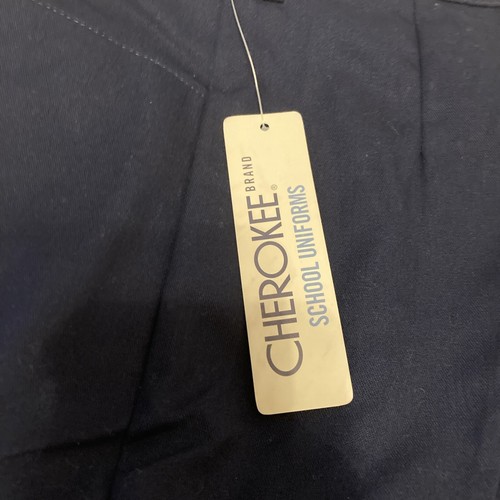 CHEROKEE® BRAND
SCHOOL UNIFORMS